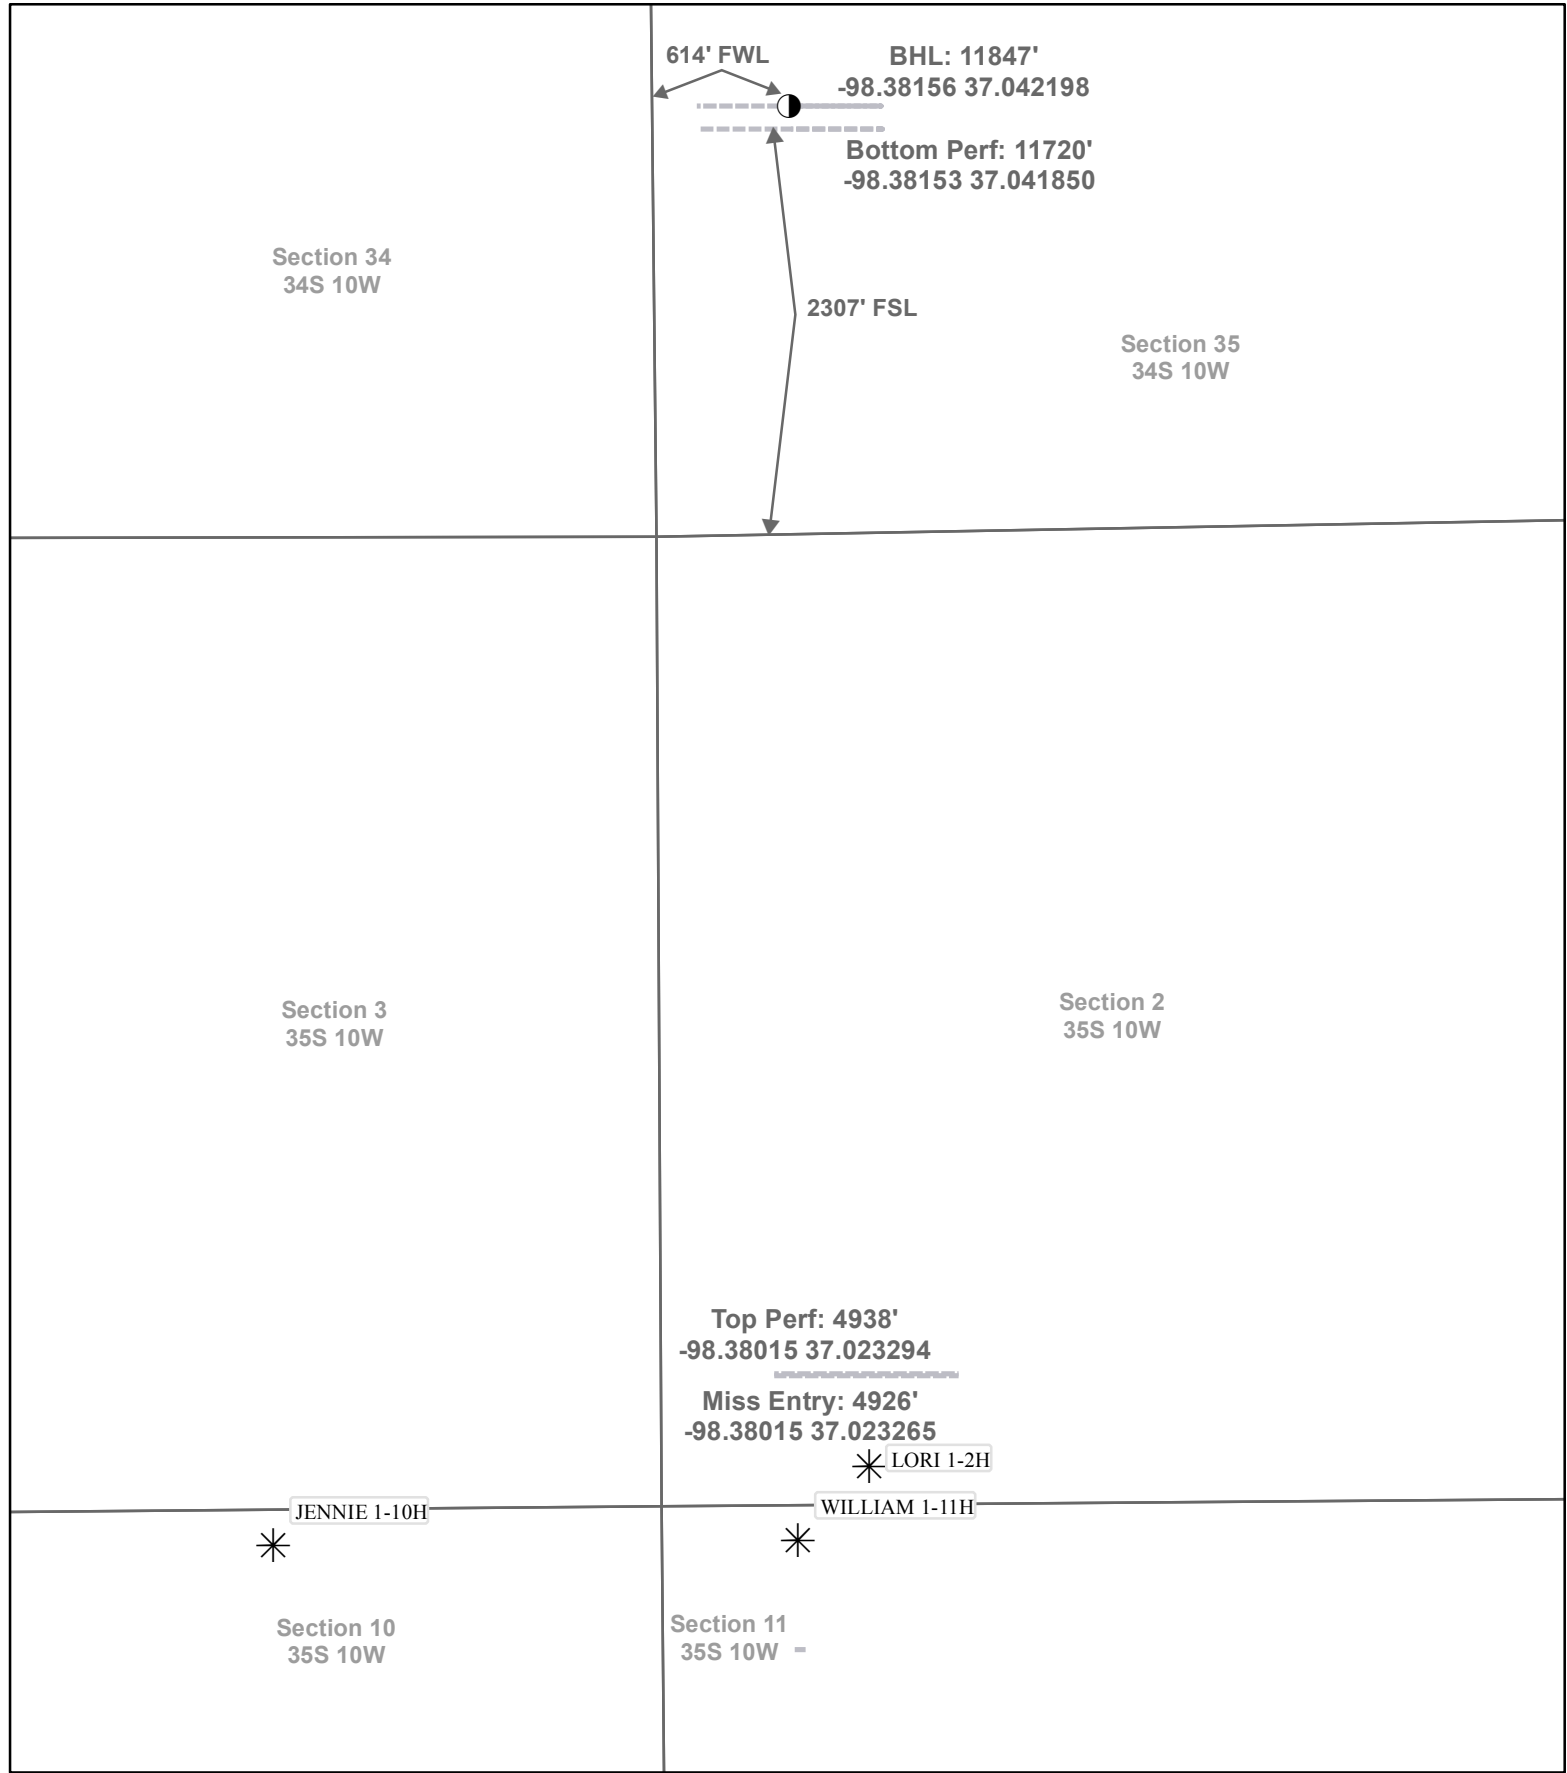 614' FWL
BHL: 11847'
-98.38156 37.042198
Bottom Perf: 11720'
-98.38153 37.041850
Section 34
34S 10W
2307' FSL
Section 35
34S 10W
Section 3
35S 10W
Section 2
35S 10W
Top Perf: 4938'
-98.38015 37.023294
Miss Entry: 4926'
-98.38015 37.023265
LORI 1-2H
JENNIE 1-10H
WILLIAM 1-11H
Section 10
35S 10W
Section 11
35S 10W